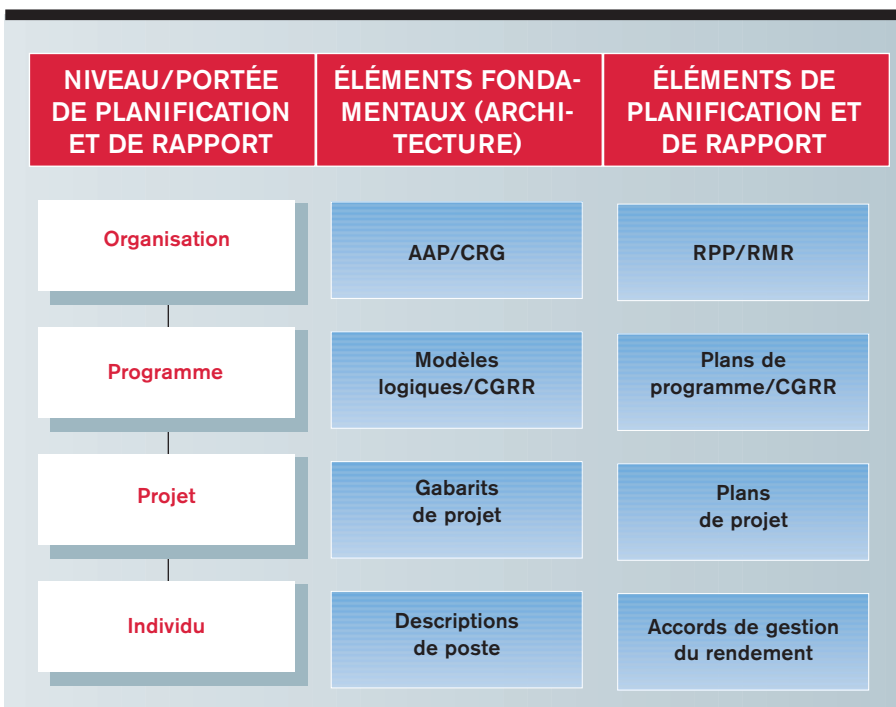 NIVEAU/PORTÉE
DE PLANIFICATION
ET DE RAPPORT
ÉLÉMENTS FONDA-
MENTAUX (ARCHI-
TECTURE)
ÉLÉMENTS DE
PLANIFICATION ET
DE RAPPORT
Organisation
AAP/CRG
RPP/RMR
Programme
Modèles
logiques/CGRR
Plans de
programme/CGRR
Projet
Gabarits
de projet
Plans
de projet
Individu
Descriptions
de poste
Accords de gestion
du rendement